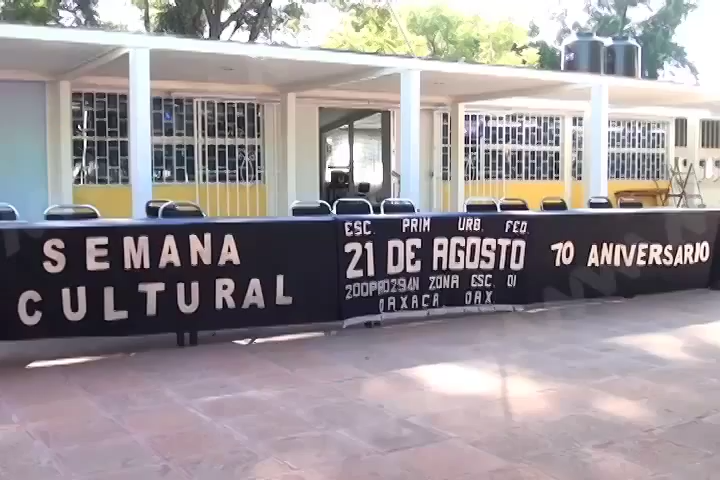 SEMANA
CULTURAL
ESC. PRIM URB. FED.
21 DE AGOSTO
20DPR0294N ZONA ESC. 01
OAXACA OAX
70 ANIVERSARIO